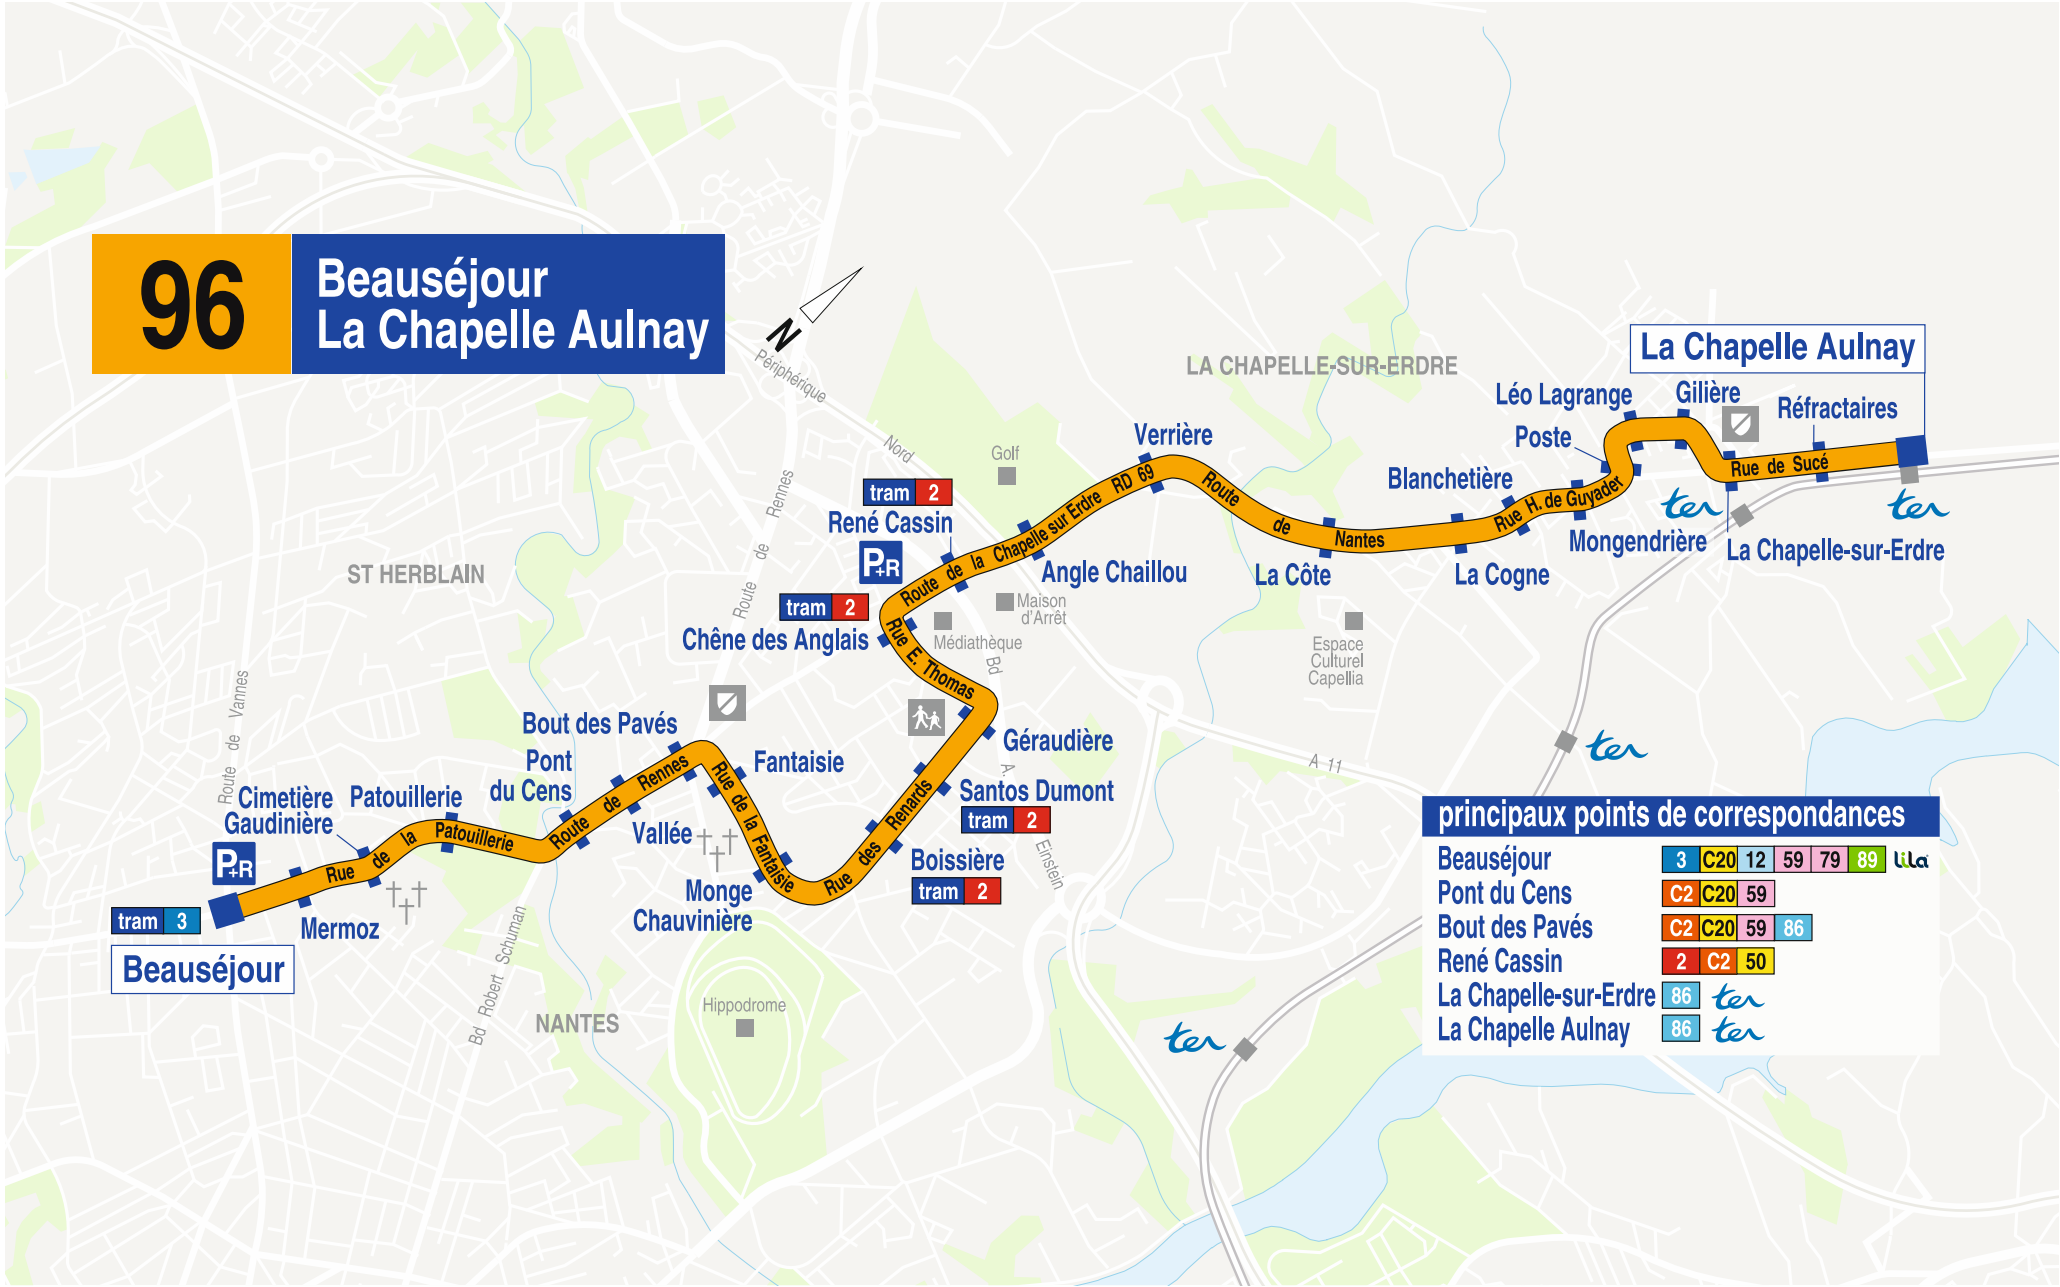 96
Beauséjour
La Chapelle Aulnay
N
Périphérique
Nord
Golf
LA CHAPELLE-SUR-ERDRE
La Chapelle Aulnay
Léo Lagrange
Gilière
Réfractaires
Poste
Verrière
Blanchetière
Rue de Sucé
tram 2
René Cassin
P+R
Route de la Chapelle sur Erdre RD 69
Route de Nantes
Rue H. de Guyader
ter
ter
Mongendrière
La Chapelle-sur-Erdre
Angle Chaillou
La Côte
La Cogne
ST HERBLAIN
Route de Rennes
tram 2
Chêne des Anglais
Maison
d'Arrêt
Médiathèque
Rue E. Thomas
Espace
Culturel
Capellia
Bd A. Einstein
Route de Vannes
Bout des Pavés
Pont
du Cens
Fantaisie
Géraudière
A 11
ter
Cimetière
Gaudinière
Patouillerie
Rue de la Patouillerie
Route de Rennes
Vallée
Rue de la Fantaisie
Rue des Renards
Santos Dumont
tram 2
Boissière
tram 2
Monge
Chauvinière
P+R
tram 3
Mermoz
Beauséjour
Bd Robert Schuman
NANTES
Hippodrome
ter
principaux points de correspondances
Beauséjour 3 C20 12 59 79 89 lila
Pont du Cens C2 C20 59
Bout des Pavés C2 C20 59 86
René Cassin 2 C2 50
La Chapelle-sur-Erdre 86 ter
La Chapelle Aulnay 86 ter